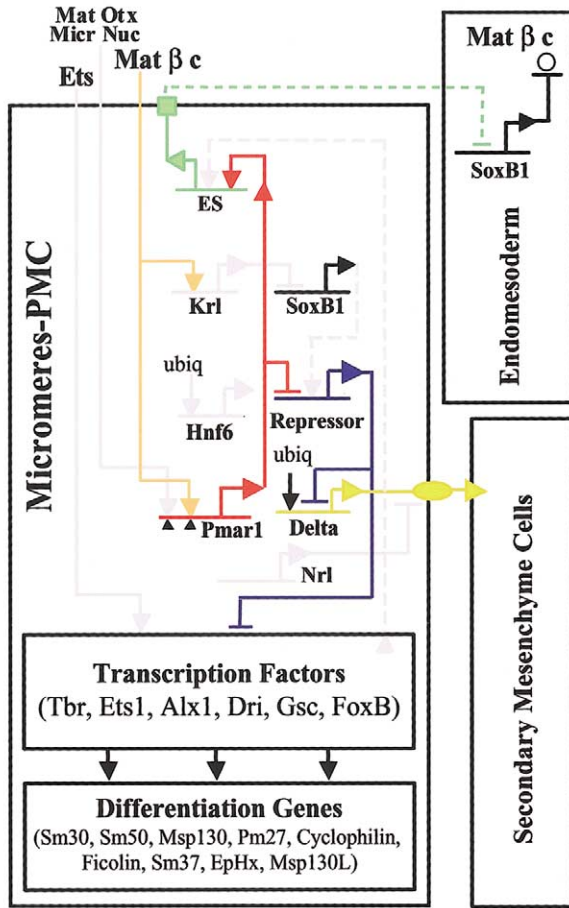 Mat Otx
Micr Nuc
Mat β c
Ets
Mat β c
SoxB1
Endomesoderm
ES
Krl
SoxB1
Micromeres-PMC
ubiq
Hnf6
Repressor
ubiq
Pmar1
Delta
Nrl
Secondary Mesenchyme Cells
Transcription Factors
(Tbr, Ets1, Alx1, Dri, Gsc, FoxB)
Differentiation Genes
(Sm30, Sm50, Msp130, Pm27, Cyclophilin,
Ficolin, Sm37, EpHx, Msp130L)